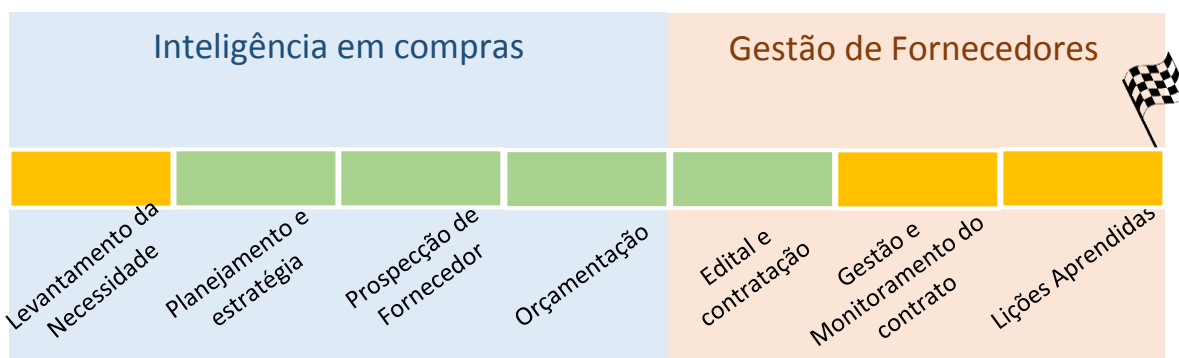 Inteligência em compras
Gestão de Fornecedores
Levantamento da
Necessidade
Planejamento e
estratégia
Prospecção de
Fornecedor
Orçamentação
Edital e
contratação
Gestão e
Monitoramento do
contrato
Lições Aprendidas